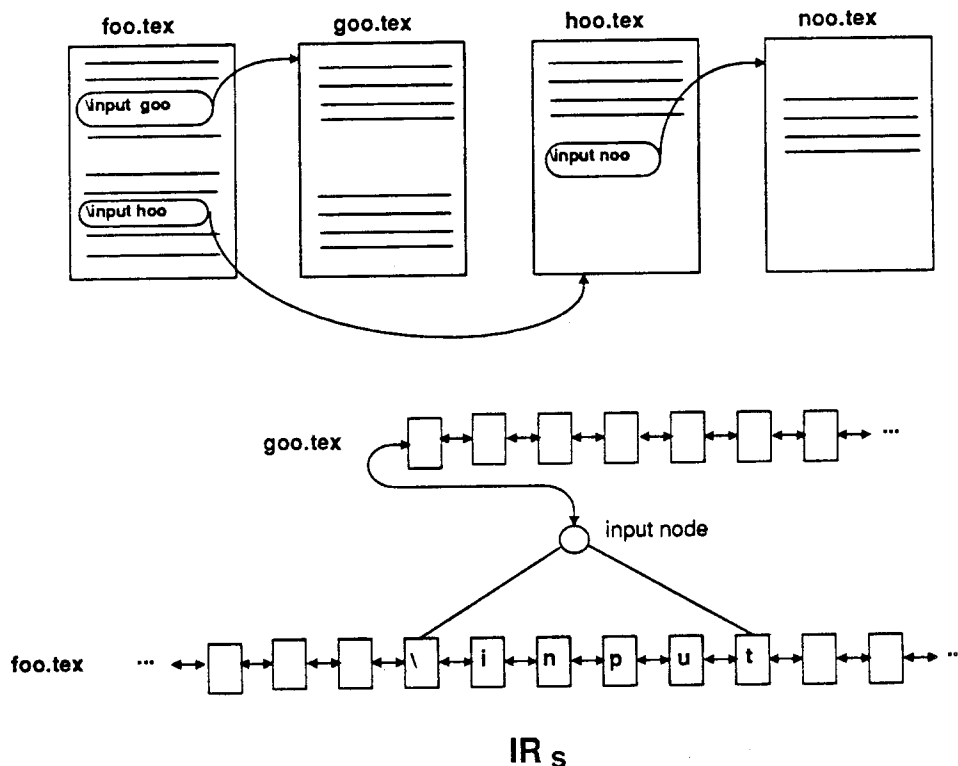 foo.tex goo.tex hoo.tex noo.tex
\input goo
\input noo
\input hoo
goo.tex ...
input node
foo.tex ... \ i n p u t ..
IR S